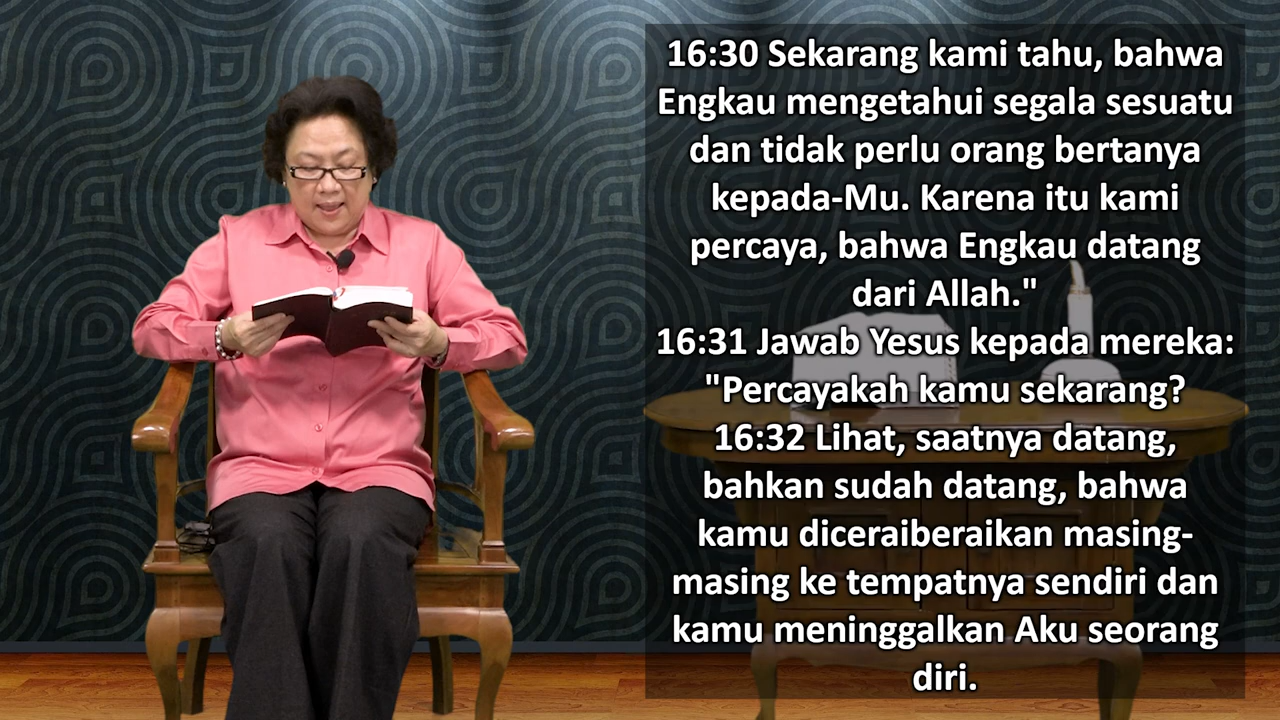 16:30 Sekarang kami tahu, bahwa
Engkau mengetahui segala sesuatu
dan tidak perlu orang bertanya
kepada-Mu. Karena itu kami
percaya, bahwa Engkau datang
dari Allah."
16:31 Jawab Yesus kepada mereka:
"Percayakah kamu sekarang?
16:32 Lihat, saatnya datang,
bahkan sudah datang, bahwa
kamu diceraiberaikan masing-
masing ke tempatnya sendiri dan
kamu meninggalkan Aku seorang
diri.